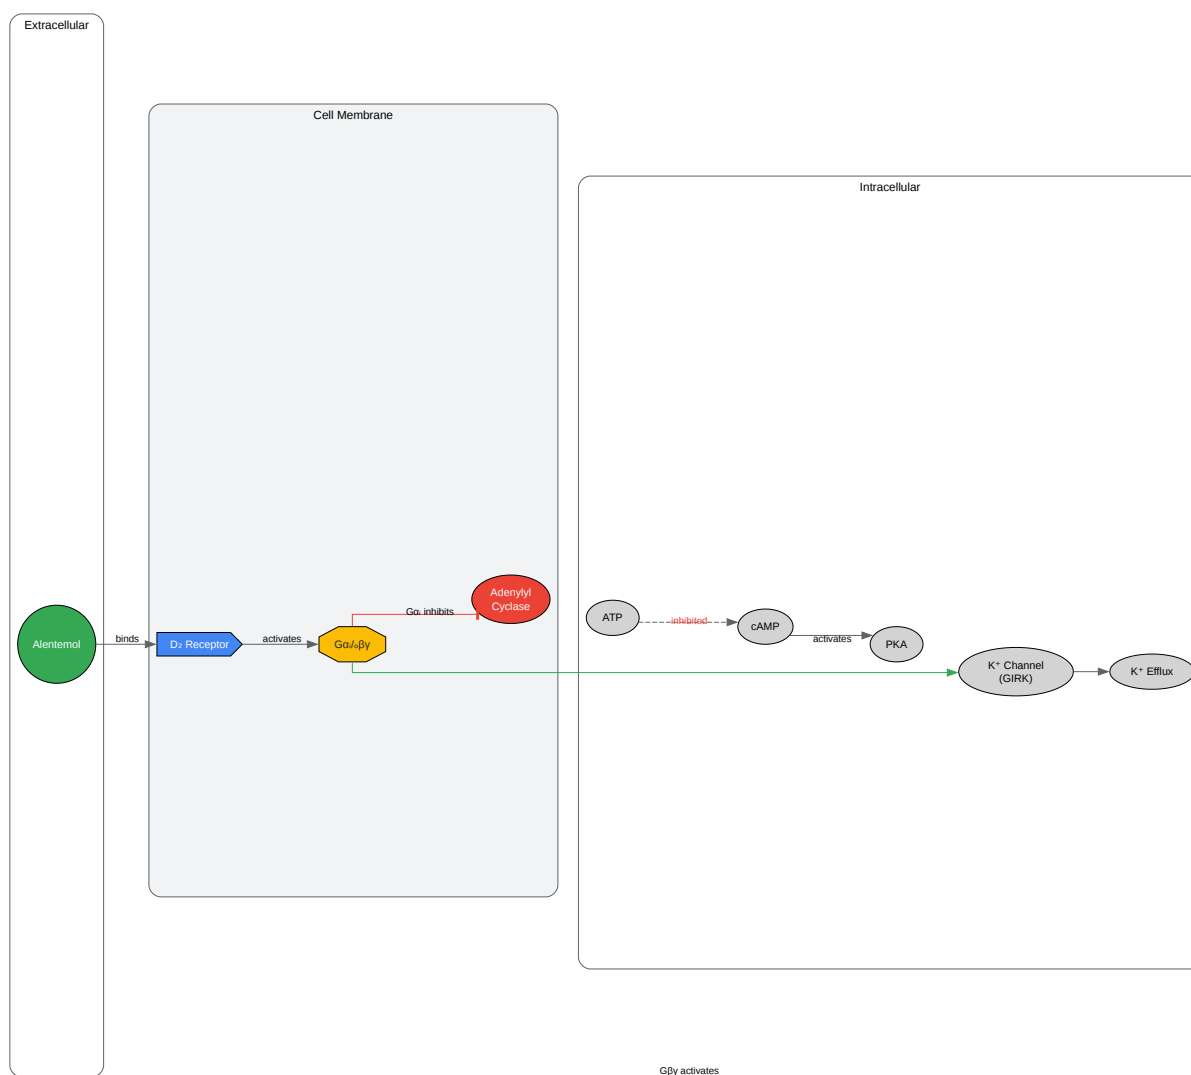 Extracellular
Cell Membrane
Intracellular
Alentemol
binds
D₂ Receptor
activates
Gαᵢ/ₒβγ
Gαᵢ inhibits
Adenylyl
Cyclase
ATP
inhibited
cAMP
activates
PKA
K⁺ Channel
(GIRK)
K⁺ Efflux
Gβγ activates